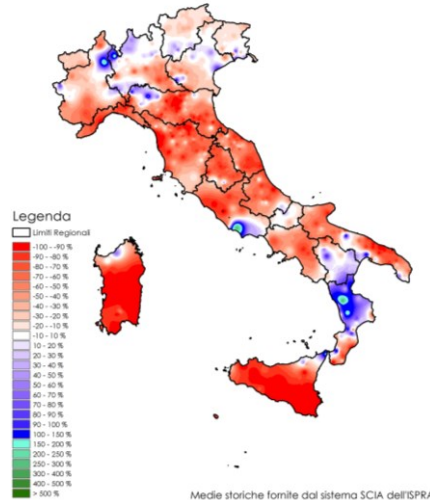 Legenda
Limiti Regionali
-100 - -90 %
-90 - -80 %
-80 - -70 %
-70 - -60 %
-60 - -50 %
-50 - -40 %
-40 - -30 %
-30 - -20 %
-20 - -10 %
-10 - 10 %
10 - 20 %
20 - 30 %
30 - 40 %
40 - 50 %
50 - 60 %
60 - 70 %
70 - 80 %
80 - 90 %
90 - 100 %
100 - 150 %
150 - 200 %
200 - 250 %
250 - 300 %
300 - 400 %
400 - 500 %
> 500 %
Medie storiche fornite dal sistema SCIA dell'ISPRA